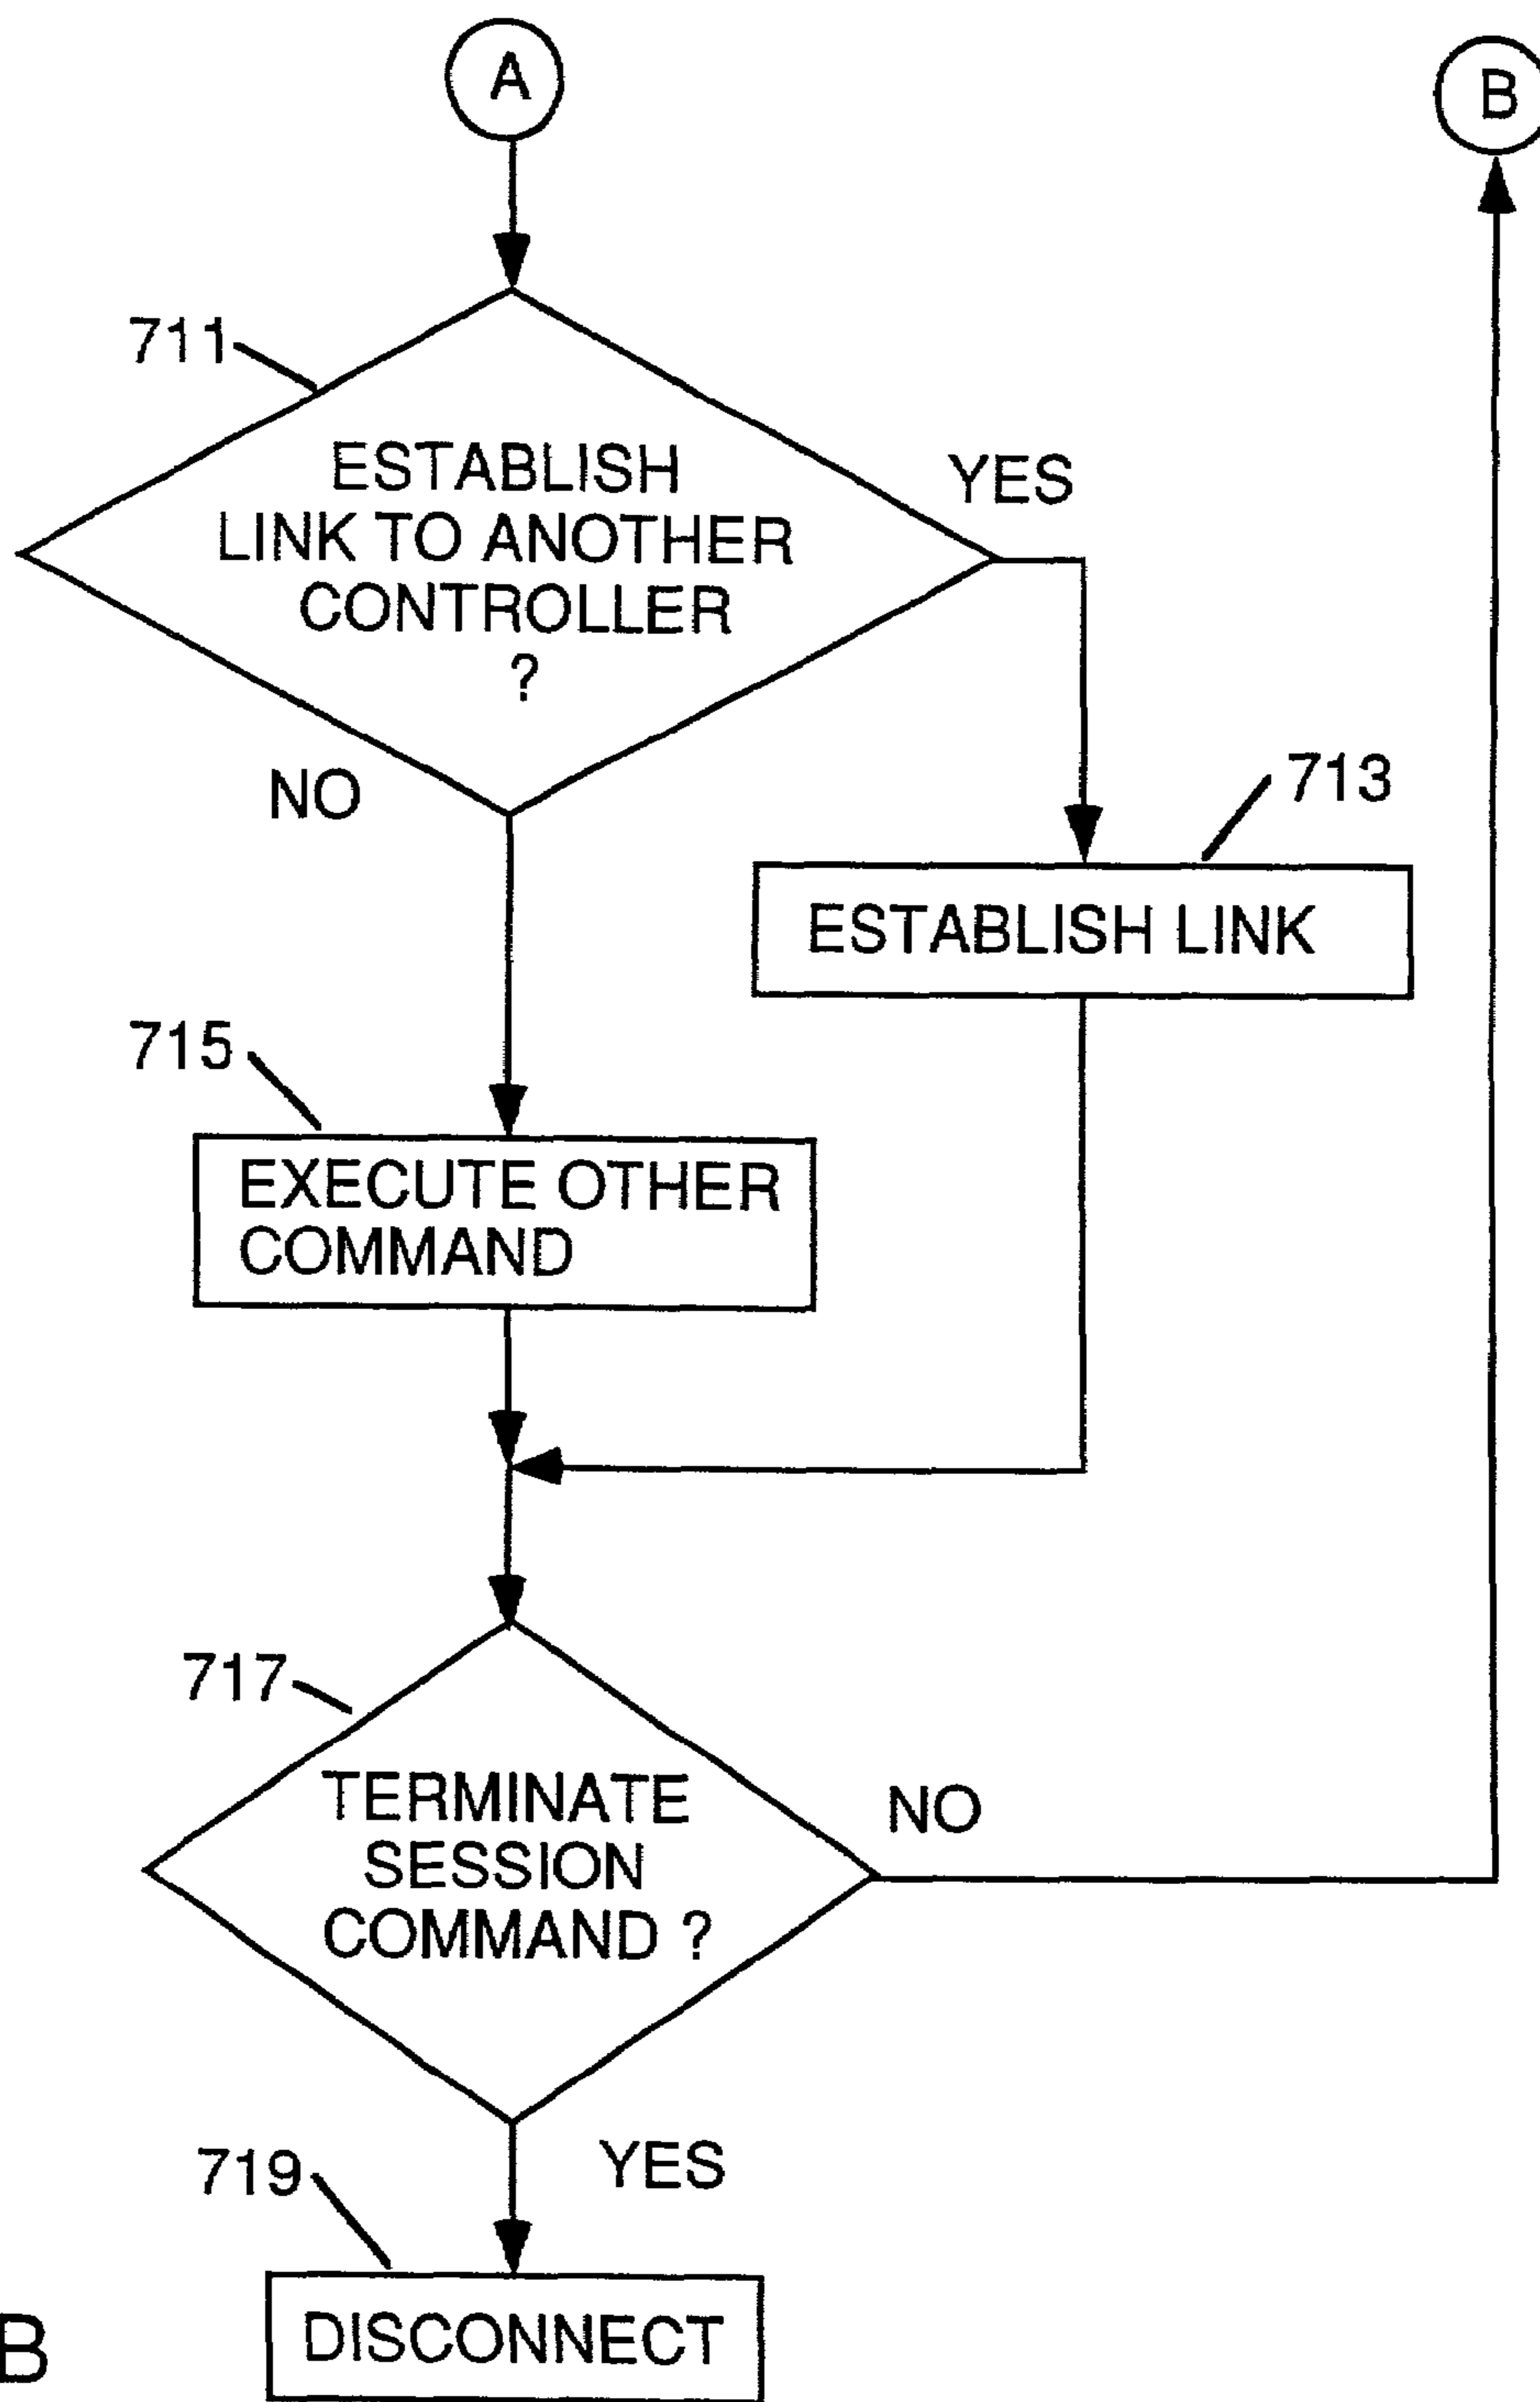 A
B
711
ESTABLISH
LINK TO ANOTHER
CONTROLLER
?
YES
NO
713
ESTABLISH LINK
715
EXECUTE OTHER
COMMAND
717
TERMINATE
SESSION
COMMAND ?
NO
YES
719
DISCONNECT
B